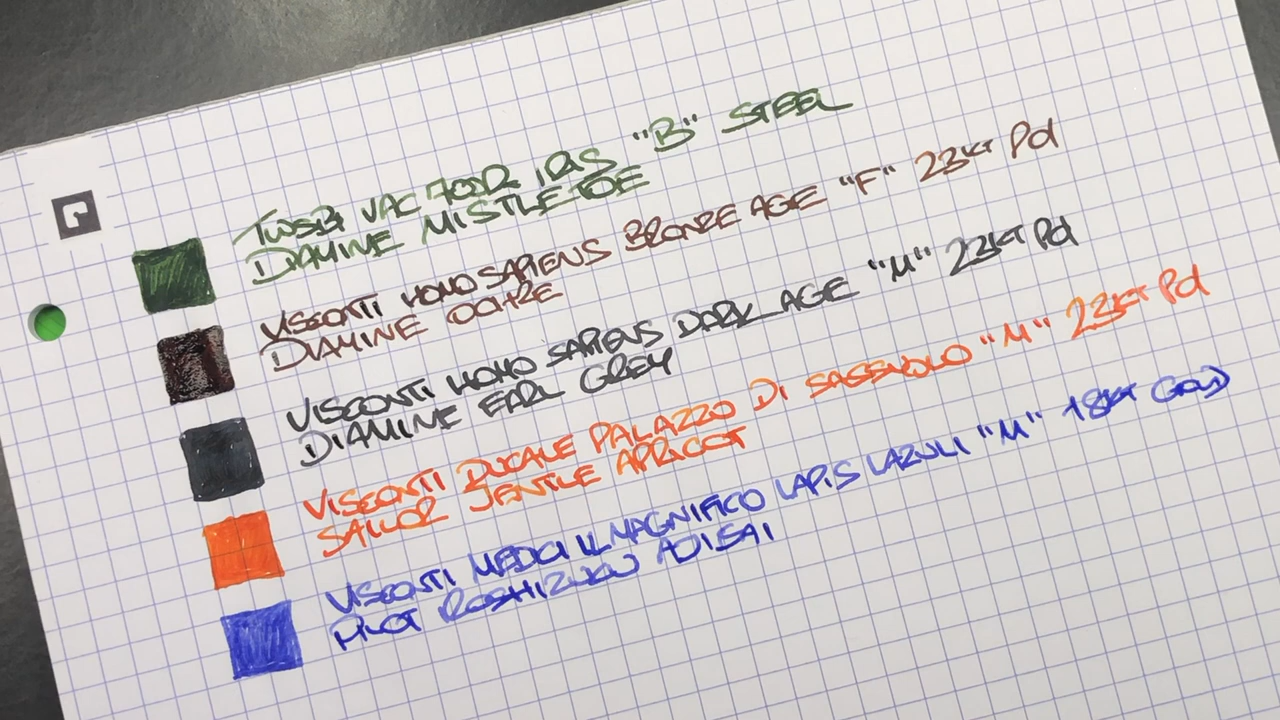 TWSBI VAC 700R IRIS "B" STEEL
DIAMINE MISTLETOE
VISCONTI HOMO SAPIENS BRONZE AGE "F" 23KT Pd
DIAMINE OCHRE
VISCONTI HOMO SAPIENS DARK AGE "M" 23KT Pd
DIAMINE EARL GREY
VISCONTI DUCALE PALAZZO DI SASSUOLO "M" 23KT Pd
SAILOR JENTLE APRICOT
VISCONTI MEDICI IL MAGNIFICO LAPIS LAZULI "M" 18KT GOLD
PILOT IROSHIZUKU AJISAI